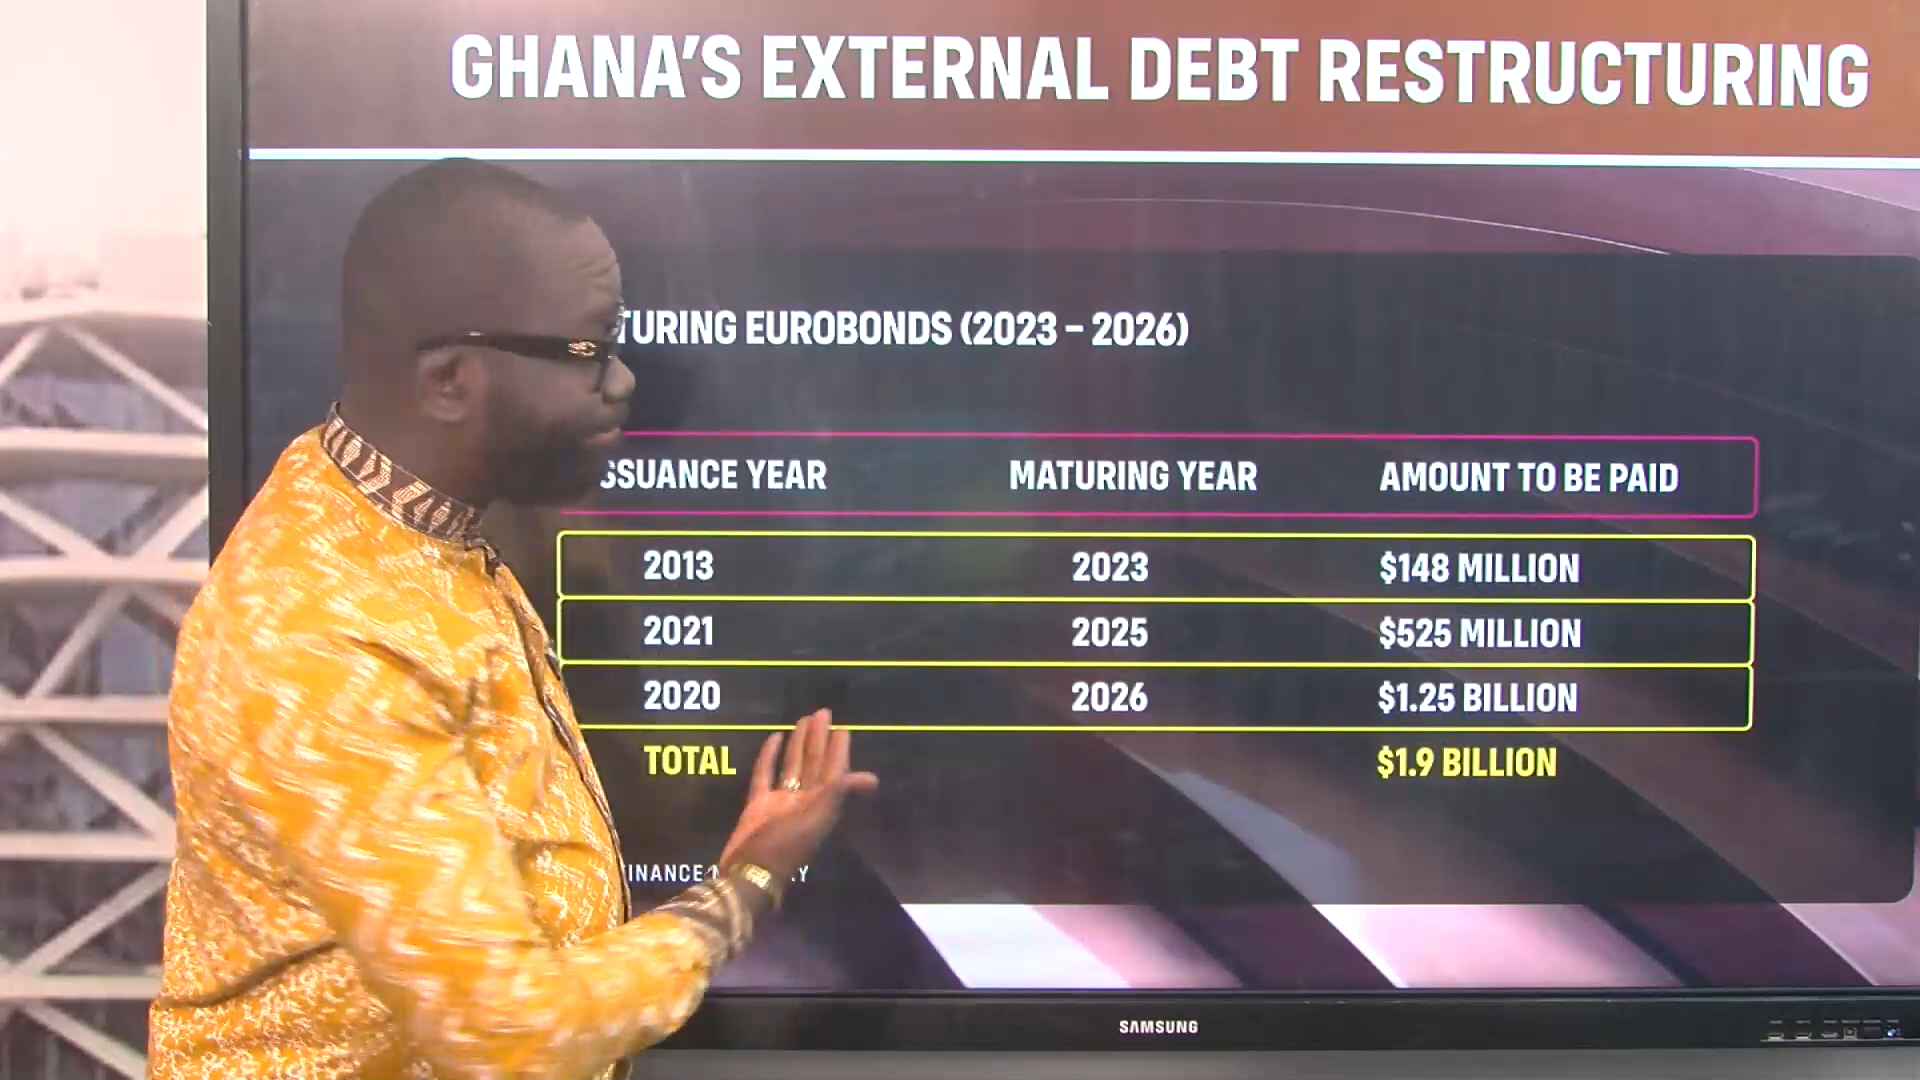 GHANA'S EXTERNAL DEBT RESTRUCTURING
TURING EUROBONDS (2023 – 2026)
SSUANCE YEAR MATURING YEAR AMOUNT TO BE PAID
2013 2023 $148 MILLION
2021 2025 $525 MILLION
2020 2026 $1.25 BILLION
TOTAL $1.9 BILLION
INANCE
SAMSUNG